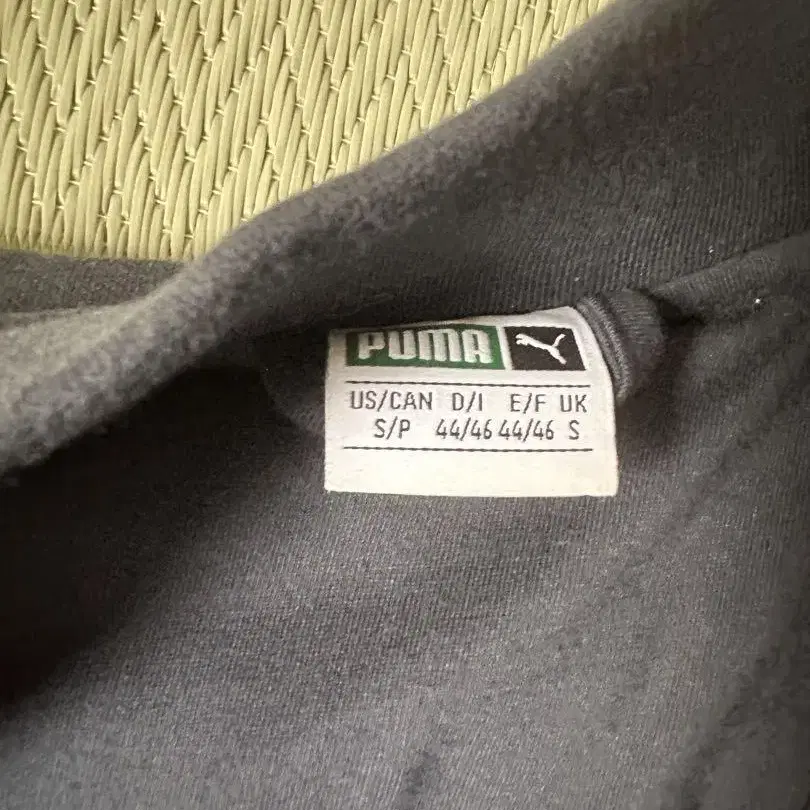 PUMA
US/CAN D/I E/F UK
S/P 44/46 44/46 S